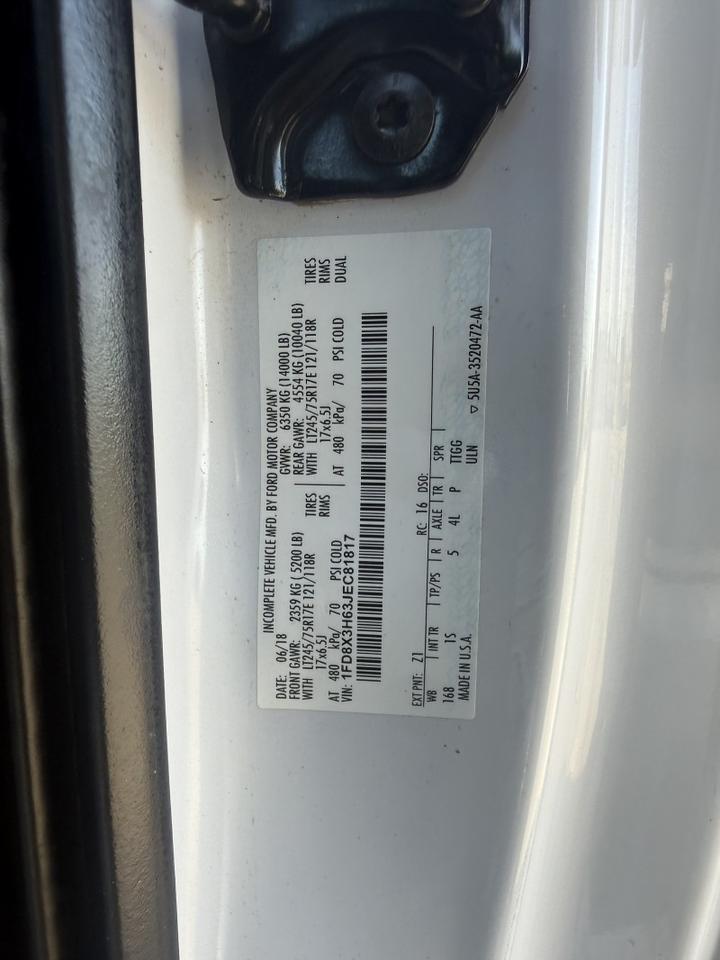 INCOMPLETE VEHICLE MFD. BY FORD MOTOR COMPANY
DATE: 06/18 GVWR: 6350 KG (14000 LB)
FRONT GAWR: 2359 KG (5200 LB) REAR GAWR: 4554 KG (10040 LB)
WITH LT245/75R17E 121/118R TIRES WITH LT245/75R17E 121/118R TIRES
17x6.5J RIMS 17x6.5J RIMS
AT 480 kPa/ 70 PSI COLD AT 480 kPa/ 70 PSI COLD DUAL
VIN: 1FD8X3H63JEC81817
EXT PNT: Z1 RC: 16 DSO:
WB INT TR TP/PS R AXLE TR SPR
168 1S 5 4L P TTGG
MADE IN U.S.A. ULN
▽ 5U5A-3520472-AA